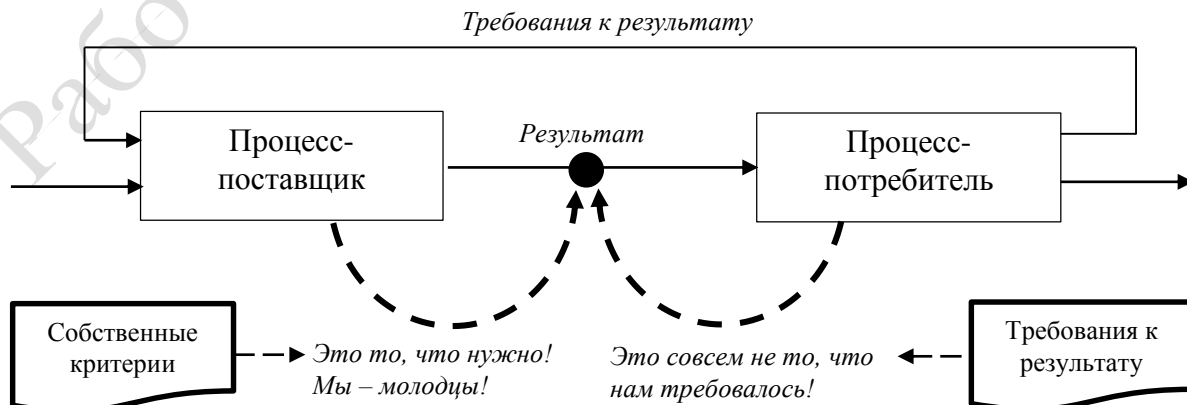 Требования к результату
Рабо
Процесс-
поставщик
Результат
Процесс-
потребитель
Собственные
критерии
Это то, что нужно!
Мы – молодцы!
Это совсем не то, что
нам требовалось!
Требования к
результату